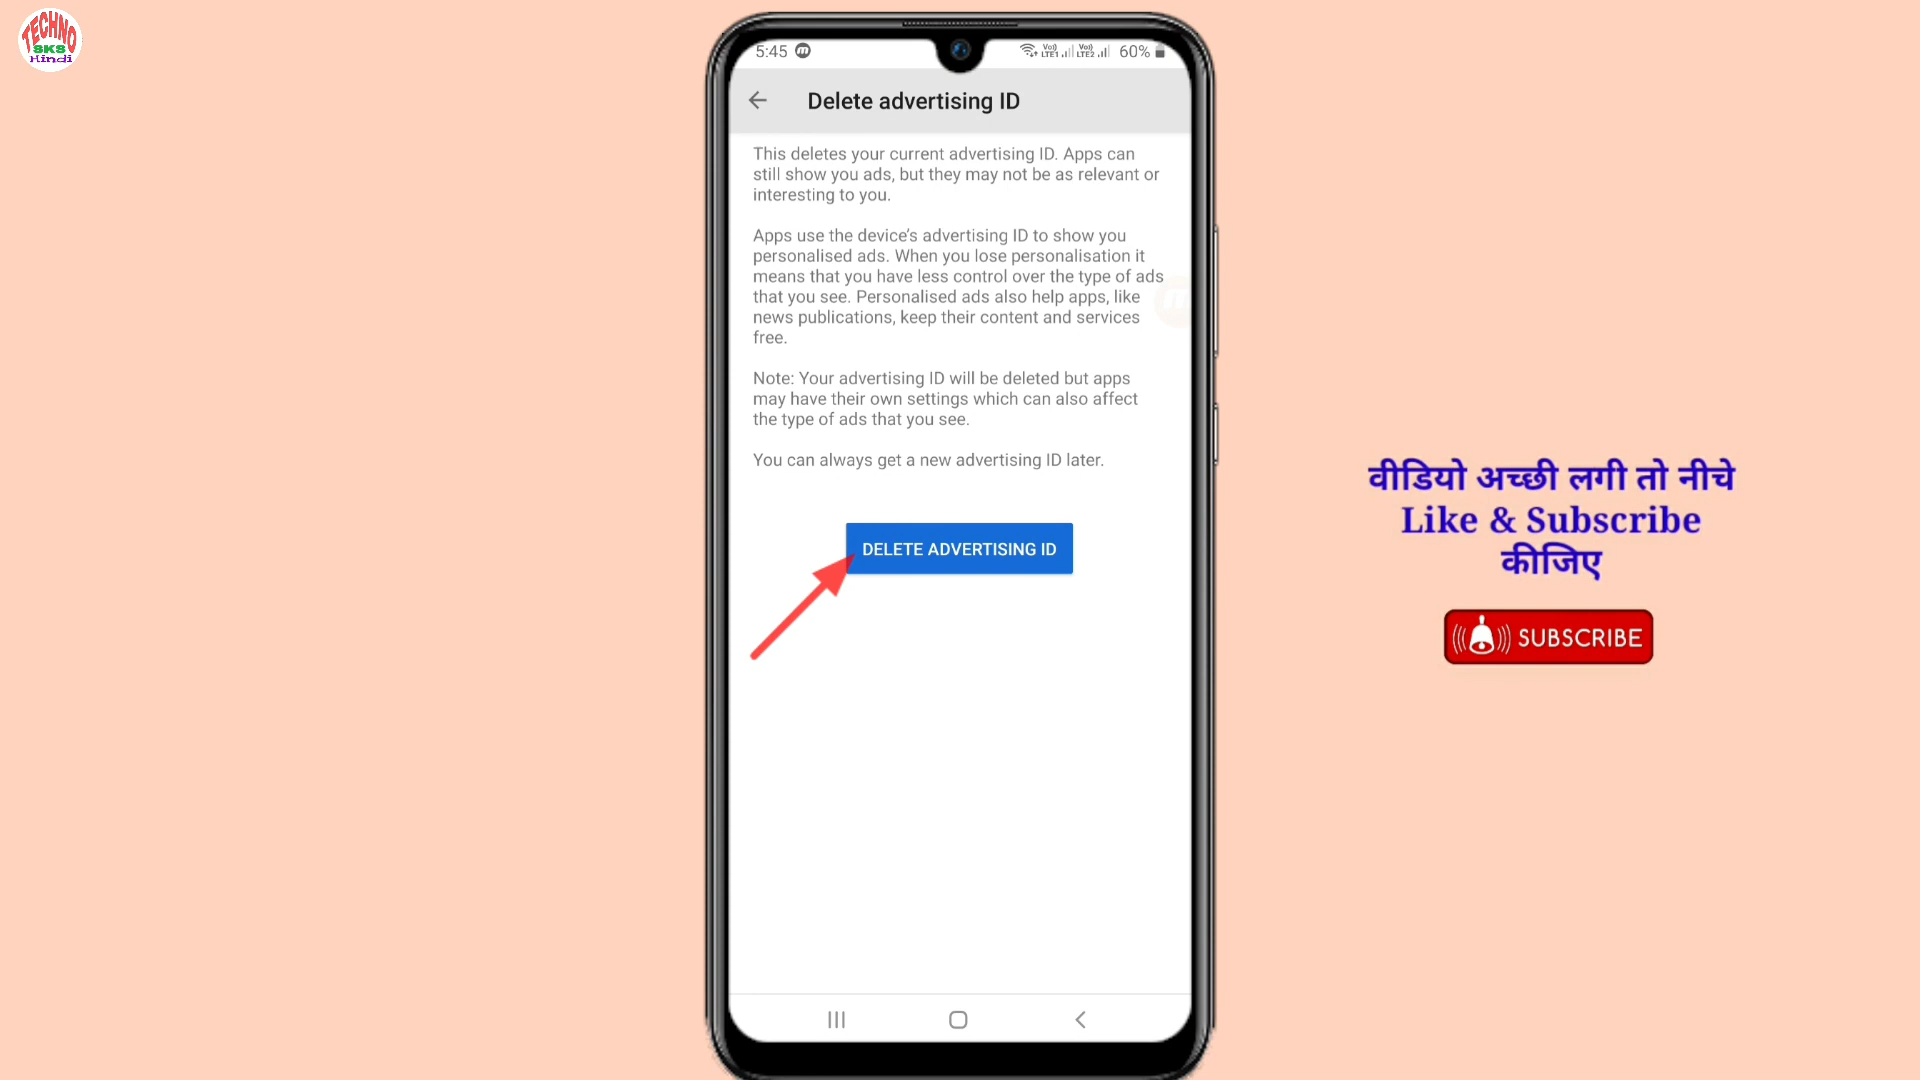 TECHNO
SKS
Hindi
5:45
Vo)) LTE1 Vo)) LTE2 60%
Delete advertising ID
This deletes your current advertising ID. Apps can
still show you ads, but they may not be as relevant or
interesting to you.
Apps use the device’s advertising ID to show you
personalised ads. When you lose personalisation it
means that you have less control over the type of ads
that you see. Personalised ads also help apps, like
news publications, keep their content and services
free.
Note: Your advertising ID will be deleted but apps
may have their own settings which can also affect
the type of ads that you see.
You can always get a new advertising ID later.
DELETE ADVERTISING ID
वीडियो अच्छी लगी तो नीचे
Like & Subscribe
कीजिए
SUBSCRIBE